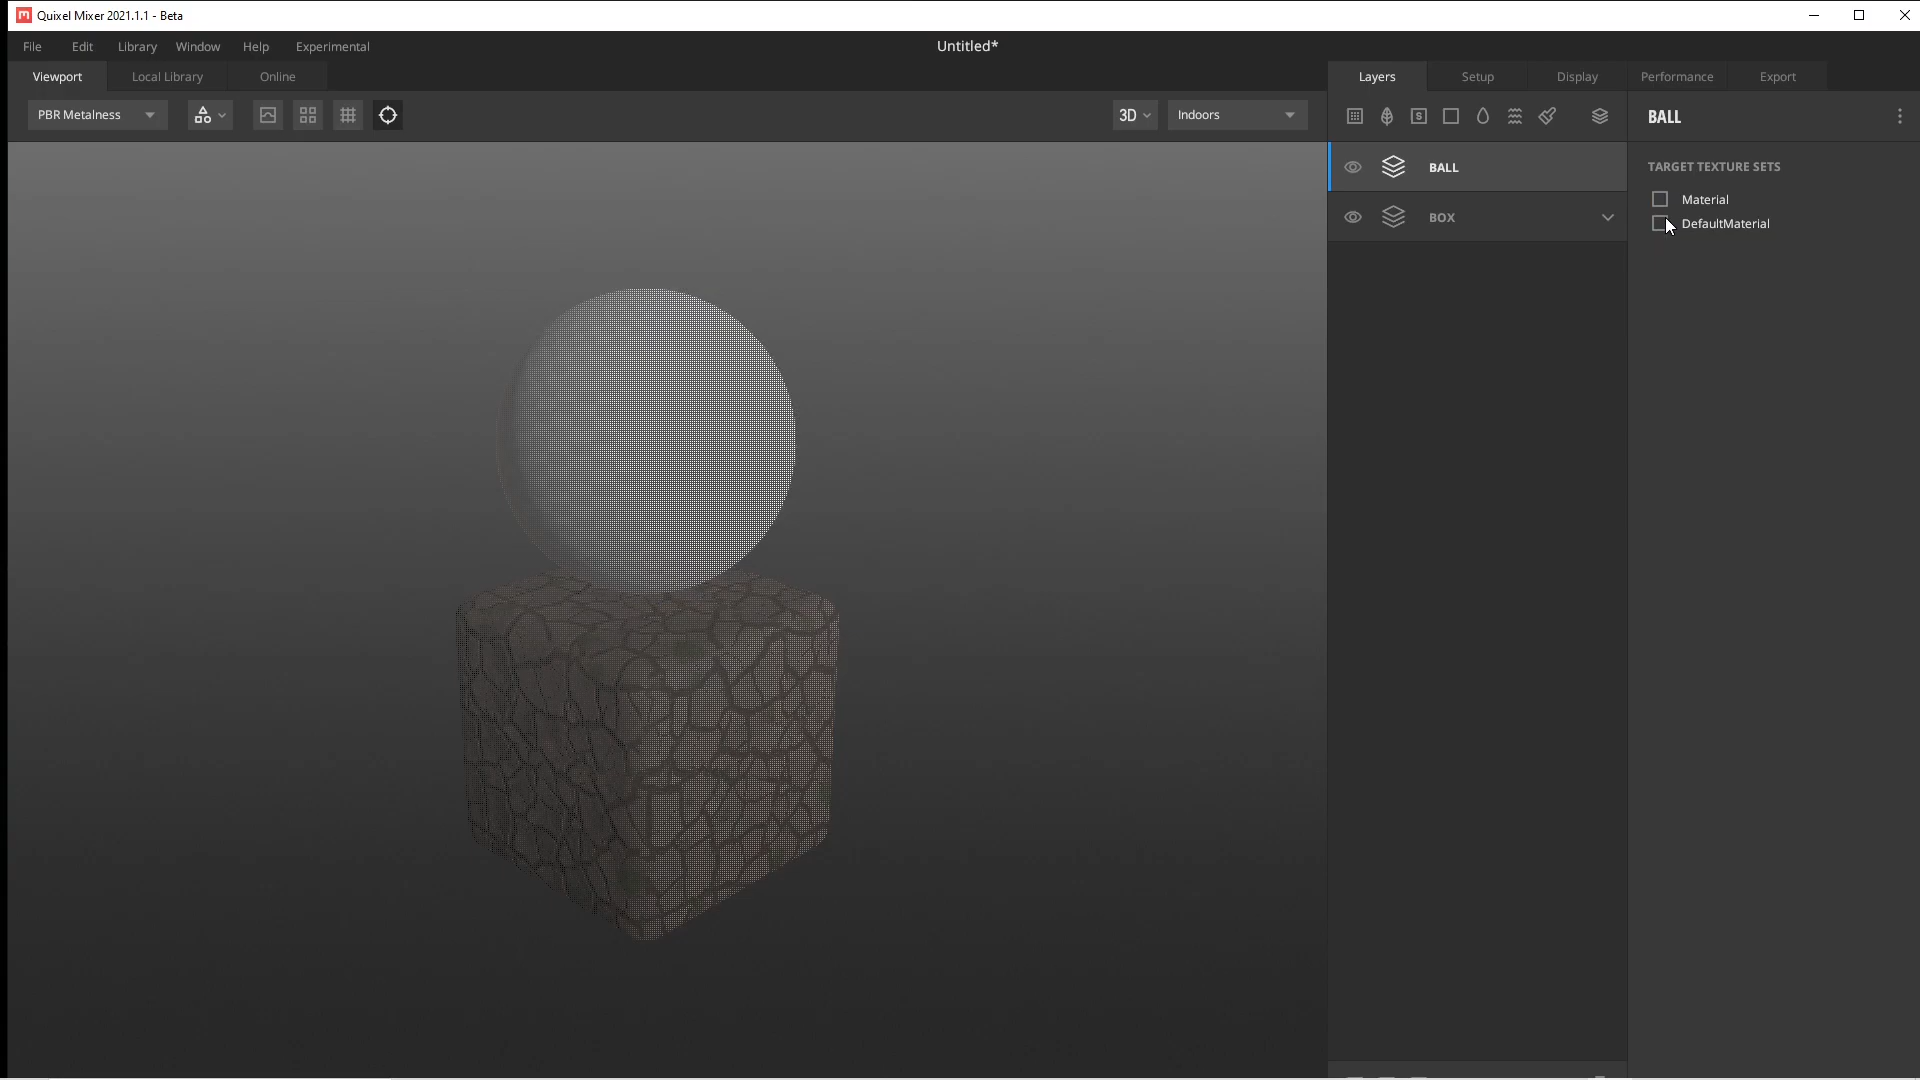 Quixel Mixer 2021.1.1 - Beta
File Edit Library Window Help Experimental
Untitled*
Viewport Local Library Online
Layers Setup Display Performance Export
PBR Metalness
3D
Indoors
S
BALL
BALL
TARGET TEXTURE SETS
Material
BOX
DefaultMaterial